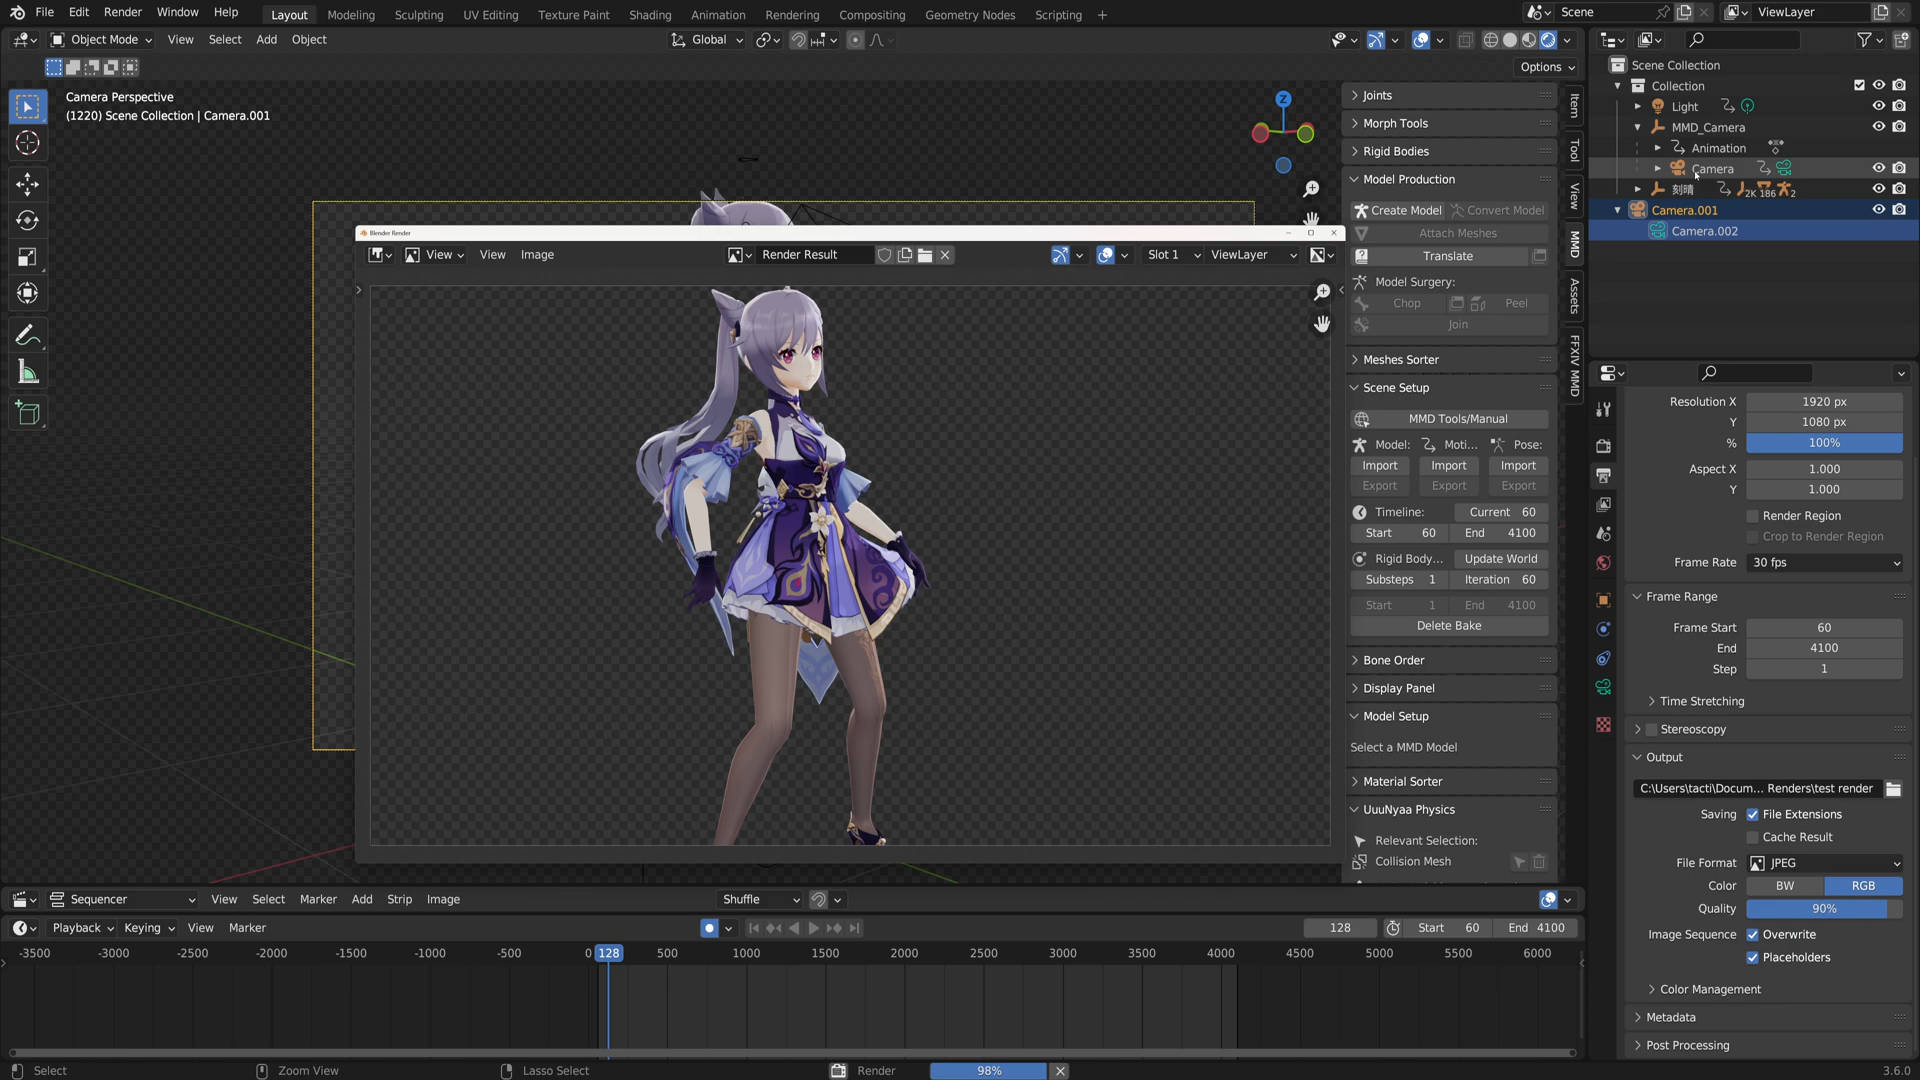 File Edit Render Window Help Layout Modeling Sculpting UV Editing Texture Paint Shading Animation Rendering Compositing Geometry Nodes Scripting Scene ViewLayer
Object Mode View Select Add Object Global
Options
Camera Perspective
(1220) Scene Collection | Camera.001
Blender Render
View View Image Render Result Slot 1 ViewLayer
Joints
Morph Tools
Rigid Bodies
Model Production
Create Model Convert Model
Attach Meshes
Translate
Model Surgery:
Chop Peel
Join
Meshes Sorter
Scene Setup
MMD Tools/Manual
Model: Moti... Pose:
Import Import Import
Export Export Export
Timeline: Current 60
Start 60 End 4100
Rigid Body... Update World
Substeps 1 Iteration 60
Start 1 End 4100
Delete Bake
Bone Order
Display Panel
Model Setup
Select a MMD Model
Material Sorter
UuuNyaa Physics
Relevant Selection:
Collision Mesh
Item
Tool
View
MMD
Assets
FFXIV MMD
Scene Collection
Collection
Light
MMD_Camera
Animation
Camera
刻晴 2K 186 2
Camera.001
Camera.002
Resolution X 1920 px
Y 1080 px
% 100%
Aspect X 1.000
Y 1.000
Render Region
Crop to Render Region
Frame Rate 30 fps
Frame Range
Frame Start 60
End 4100
Step 1
Time Stretching
Stereoscopy
Output
C:\Users\tacti\Docum... Renders\test render
Saving File Extensions
Cache Result
File Format JPEG
Color BW RGB
Quality 90%
Image Sequence Overwrite
Placeholders
Color Management
Metadata
Post Processing
Sequencer View Select Marker Add Strip Image Shuffle
Playback Keying View Marker 128 Start 60 End 4100
-3500 -3000 -2500 -2000 -1500 -1000 -500 0 128 500 1000 1500 2000 2500 3000 3500 4000 4500 5000 5500 6000
Select Zoom View Lasso Select Render 98% 3.6.0
Z